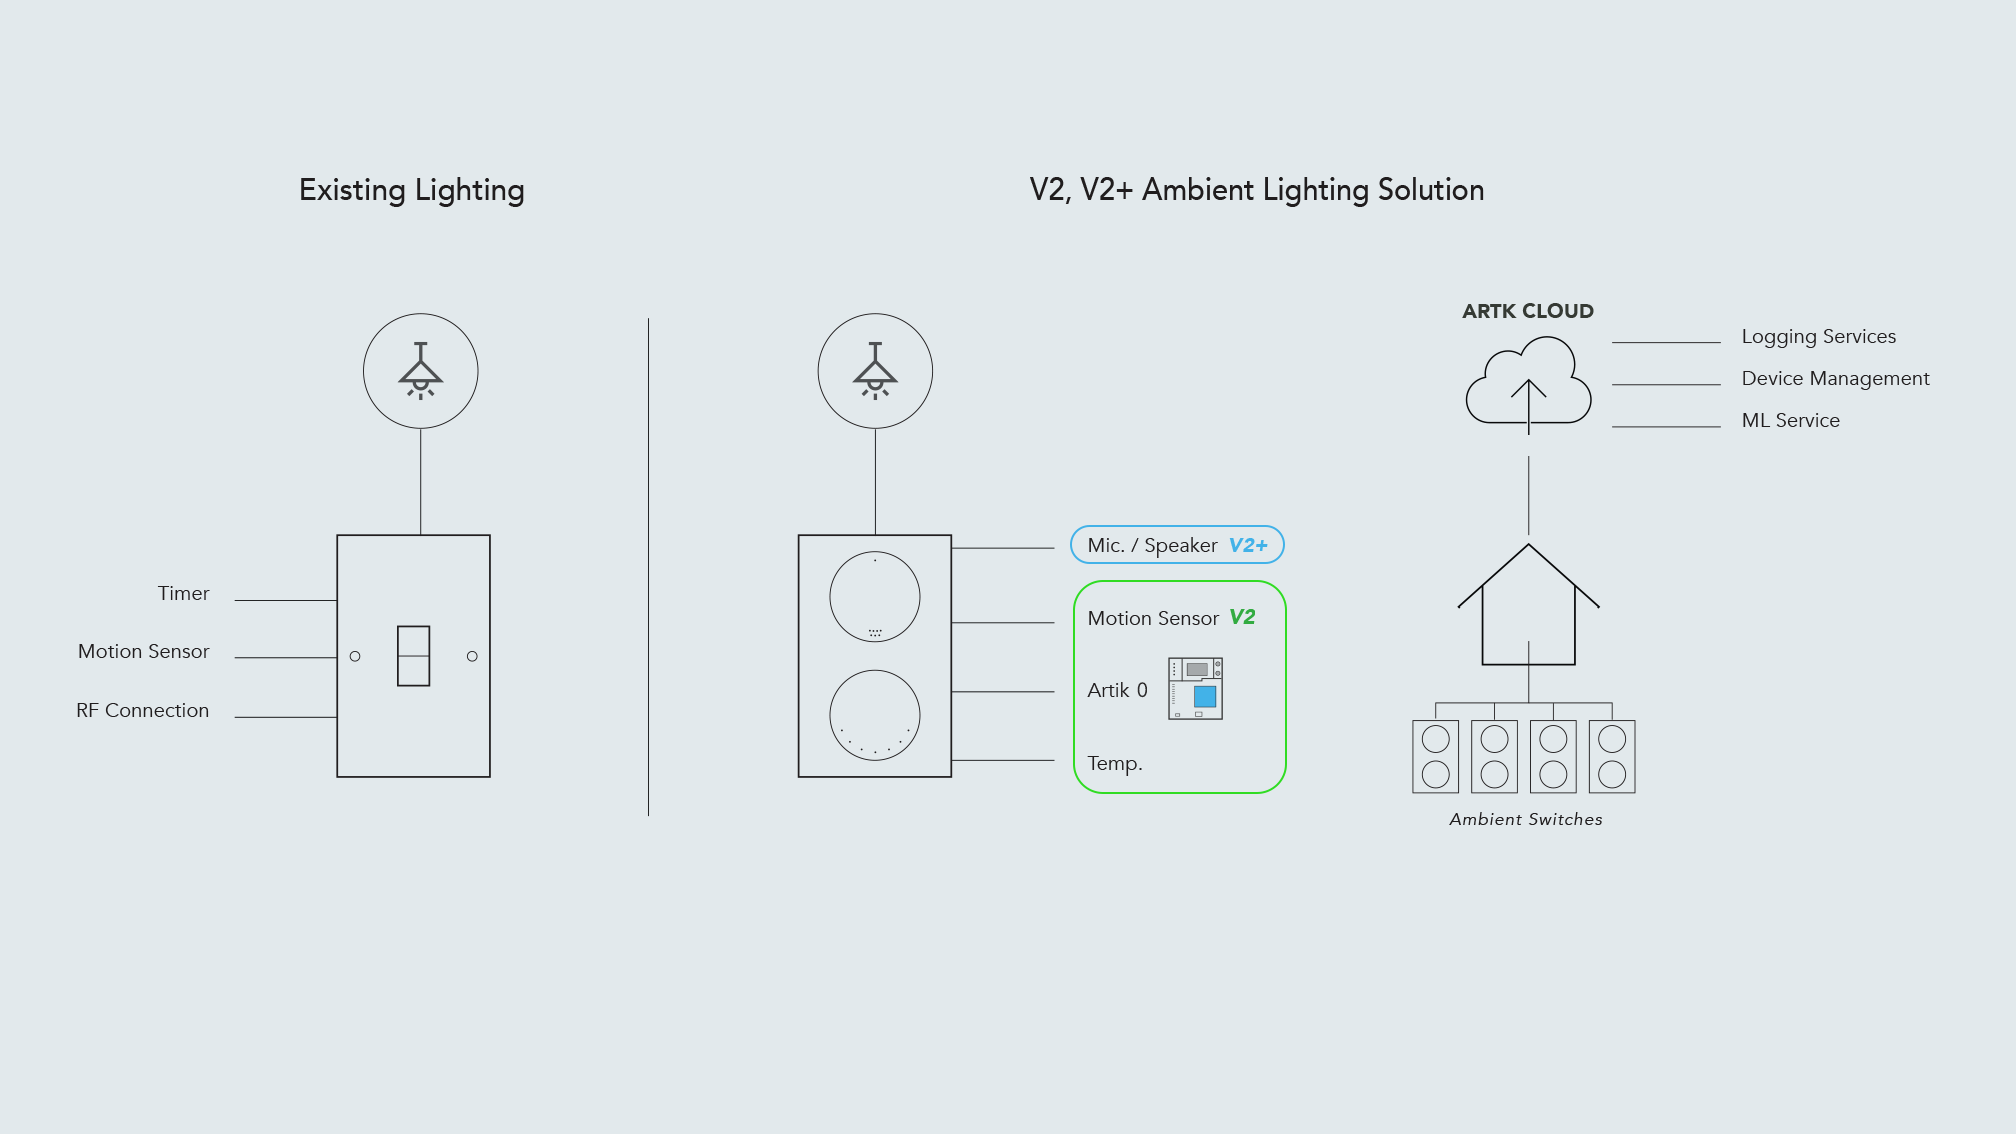 Existing Lighting
V2, V2+ Ambient Lighting Solution
Timer
Motion Sensor
RF Connection
Mic. / Speaker V2+
Motion Sensor V2
Artik 0
Temp.
ARTK CLOUD
Logging Services
Device Management
ML Service
Ambient Switches